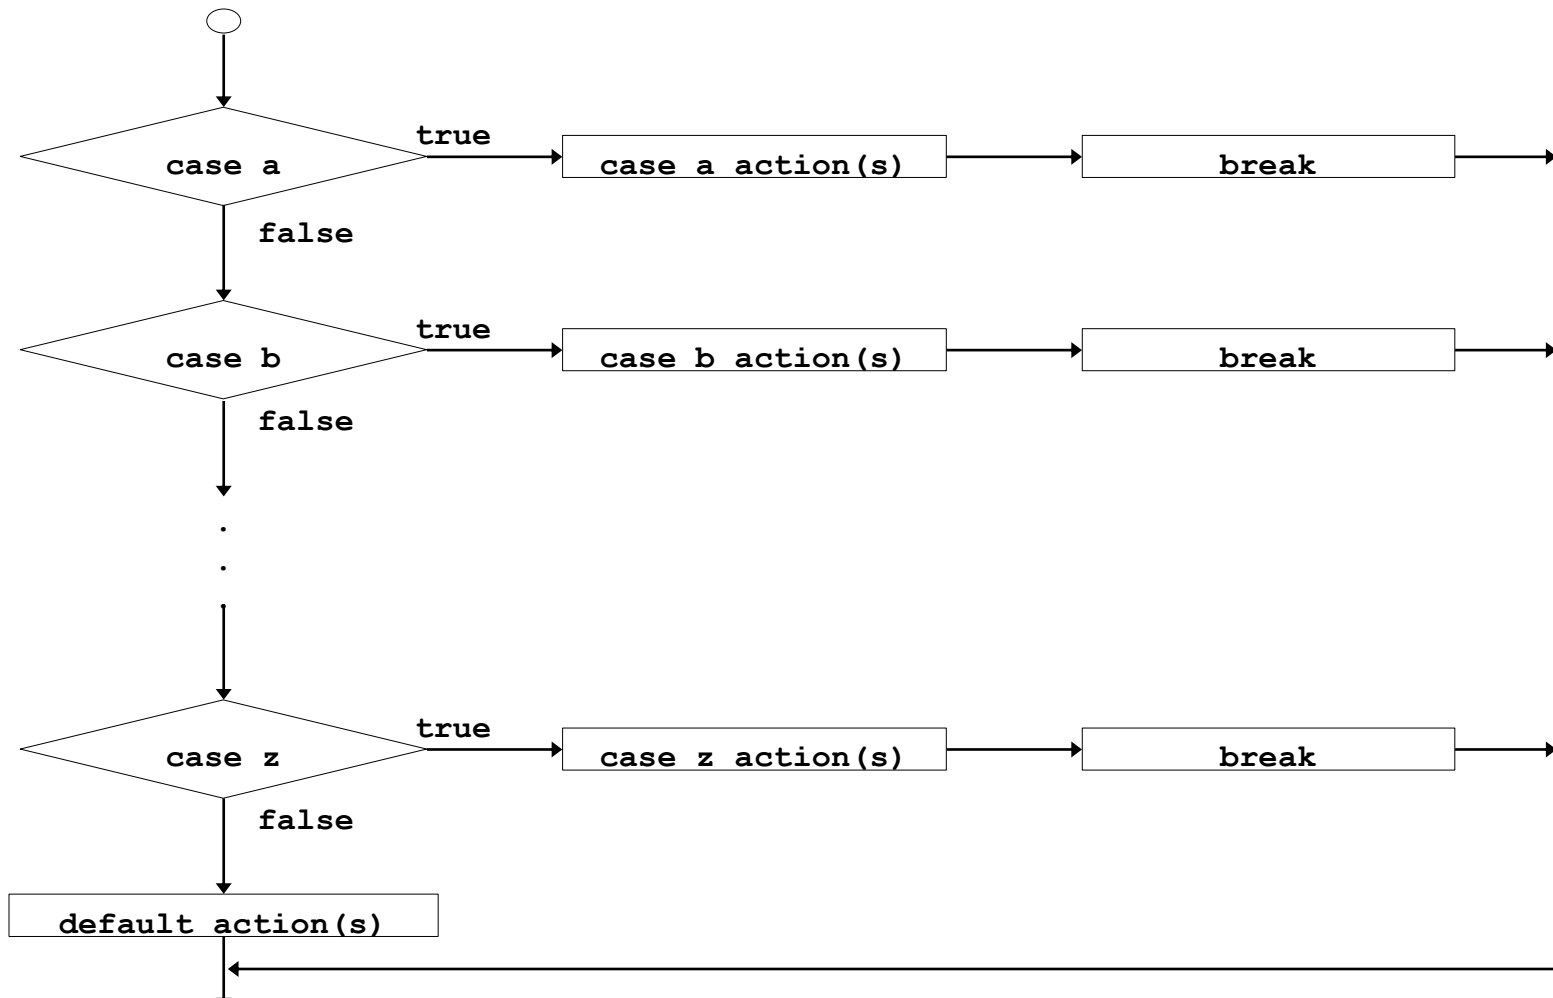 true
case a
case a action(s)
break
false
true
case b
case b action(s)
break
false
.
.
.
true
case z
case z action(s)
break
false
default action(s)